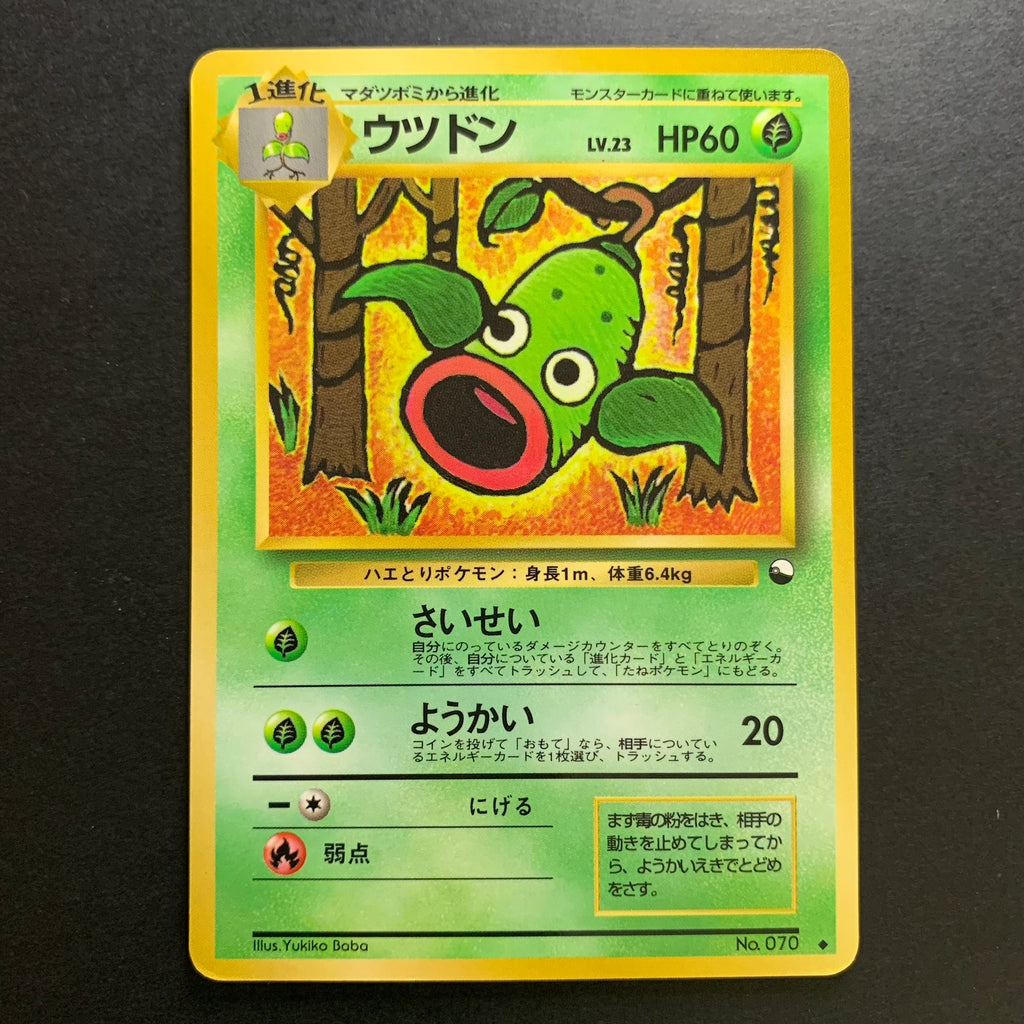 1進化
マダツボミから進化
モンスターカードに重ねて使います。
ウツドン
LV.23
HP60
ハエとりポケモン：身長1m、体重6.4kg
さいせい
自分にのっているダメージカウンターをすべてとりのぞく。
その後、自分についている「進化カード」と「エネルギーカ
ード」をすべてトラッシュして、「たねポケモン」にもどる。
ようかい
20
コインを投げて「おもて」なら、相手についてい
るエネルギーカードを1枚選び、トラッシュする。
ー
にげる
弱点
まず毒の粉をはき、相手の
動きを止めてしまってか
ら、ようかいえきでとどめ
をさす。
Illus.Yukiko Baba
No. 070